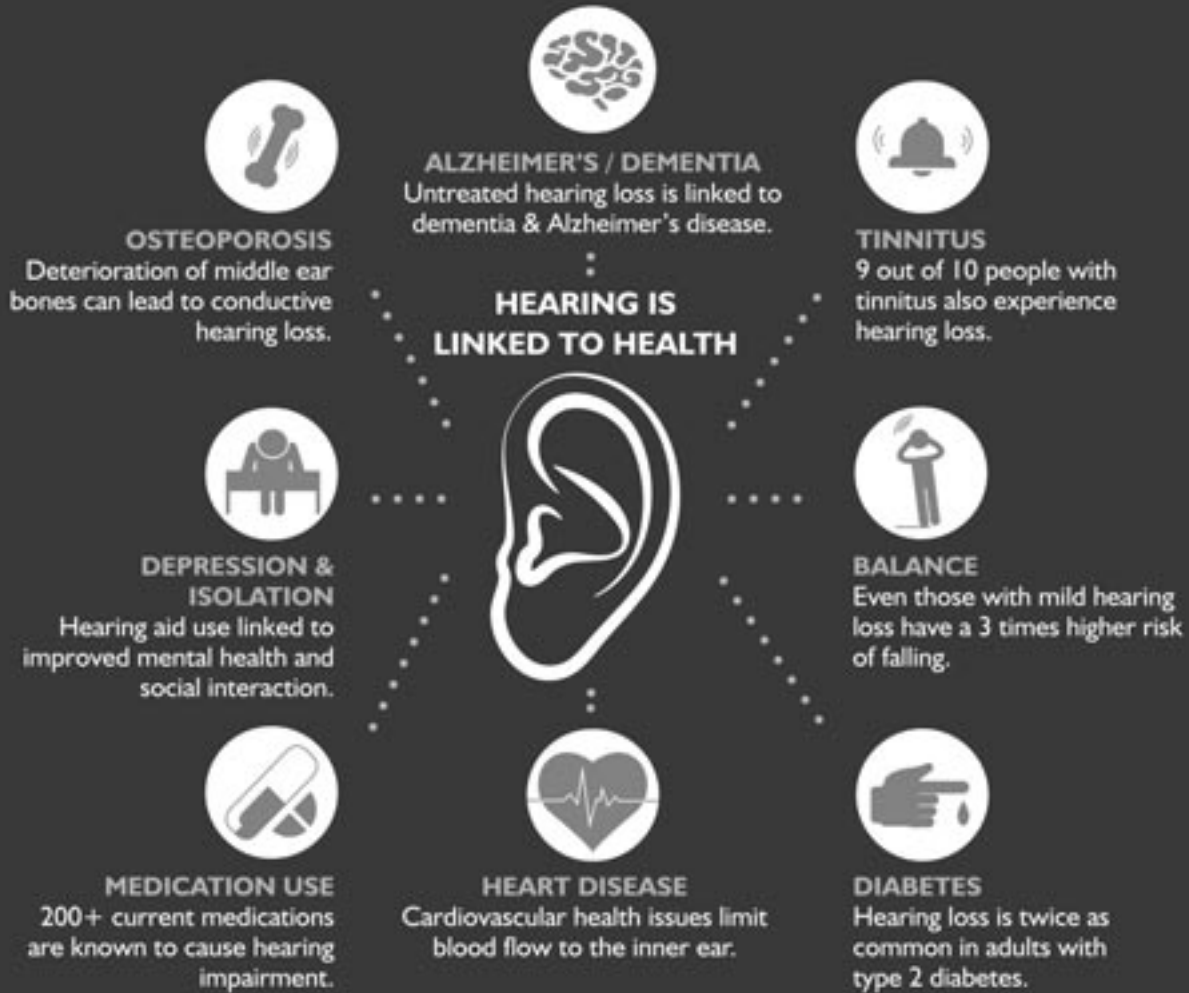 ALZHEIMER'S / DEMENTIA
Untreated hearing loss is linked to
dementia & Alzheimer's disease.
OSTEOPOROSIS
Deterioration of middle ear
bones can lead to conductive
hearing loss.
TINNITUS
9 out of 10 people with
tinnitus also experience
hearing loss.
HEARING IS
LINKED TO HEALTH
DEPRESSION &
ISOLATION
Hearing aid use linked to
improved mental health and
social interaction.
BALANCE
Even those with mild hearing
loss have a 3 times higher risk
of falling.
MEDICATION USE
200+ current medications
are known to cause hearing
impairment.
HEART DISEASE
Cardiovascular health issues limit
blood flow to the inner ear.
DIABETES
Hearing loss is twice as
common in adults with
type 2 diabetes.